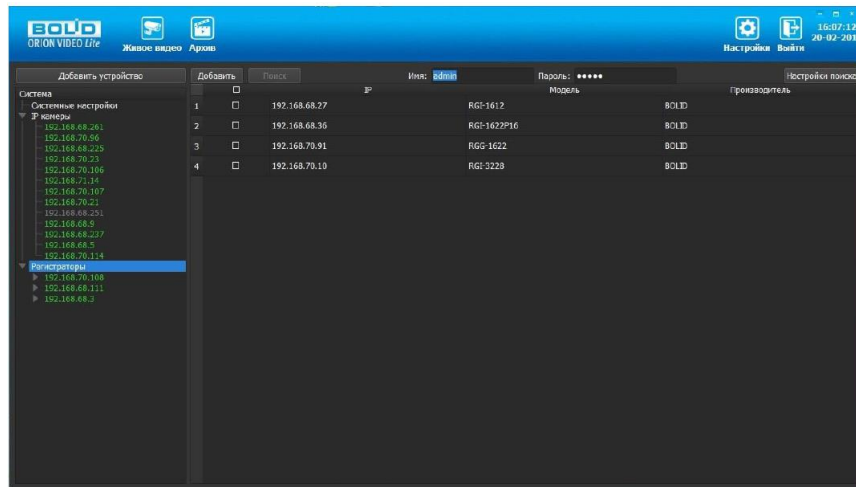 BOLID
ORION VIDEO Lite
Живое видео
Архив
Настройки
Выйти
16:07:12
20-02-201
Добавить устройство
Добавить
Поиск
Имя: admin
Пароль: •••••
Настройки поиска
Система
Системные настройки
IP камеры
192.168.68.261
192.168.70.96
192.168.68.225
192.168.70.23
192.168.70.106
192.168.71.14
192.168.70.107
192.168.70.21
192.168.68.251
192.168.68.9
192.168.68.237
192.168.68.5
192.168.70.114
Регистраторы
192.168.70.108
192.168.68.111
192.168.68.3
IP Модель Производитель
1 192.168.68.27 RGI-1612 BOLID
2 192.168.68.36 RGI-1622P16 BOLID
3 192.168.70.91 RGG-1622 BOLID
4 192.168.70.10 RGI-3228 BOLID